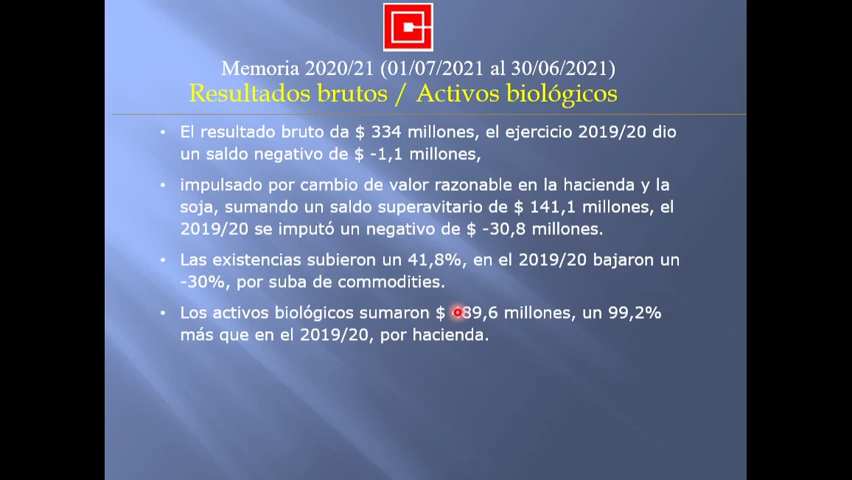 Memoria 2020/21 (01/07/2021 al 30/06/2021)
Resultados brutos / Activos biológicos
• El resultado bruto da $ 334 millones, el ejercicio 2019/20 dio
un saldo negativo de $ -1,1 millones,
• impulsado por cambio de valor razonable en la hacienda y la
soja, sumando un saldo superavitario de $ 141,1 millones, el
2019/20 se imputó un negativo de $ -30,8 millones.
• Las existencias subieron un 41,8%, en el 2019/20 bajaron un
-30%, por suba de commodities.
• Los activos biológicos sumaron $ millones, un 99,2%
más que en el 2019/20, por hacienda.